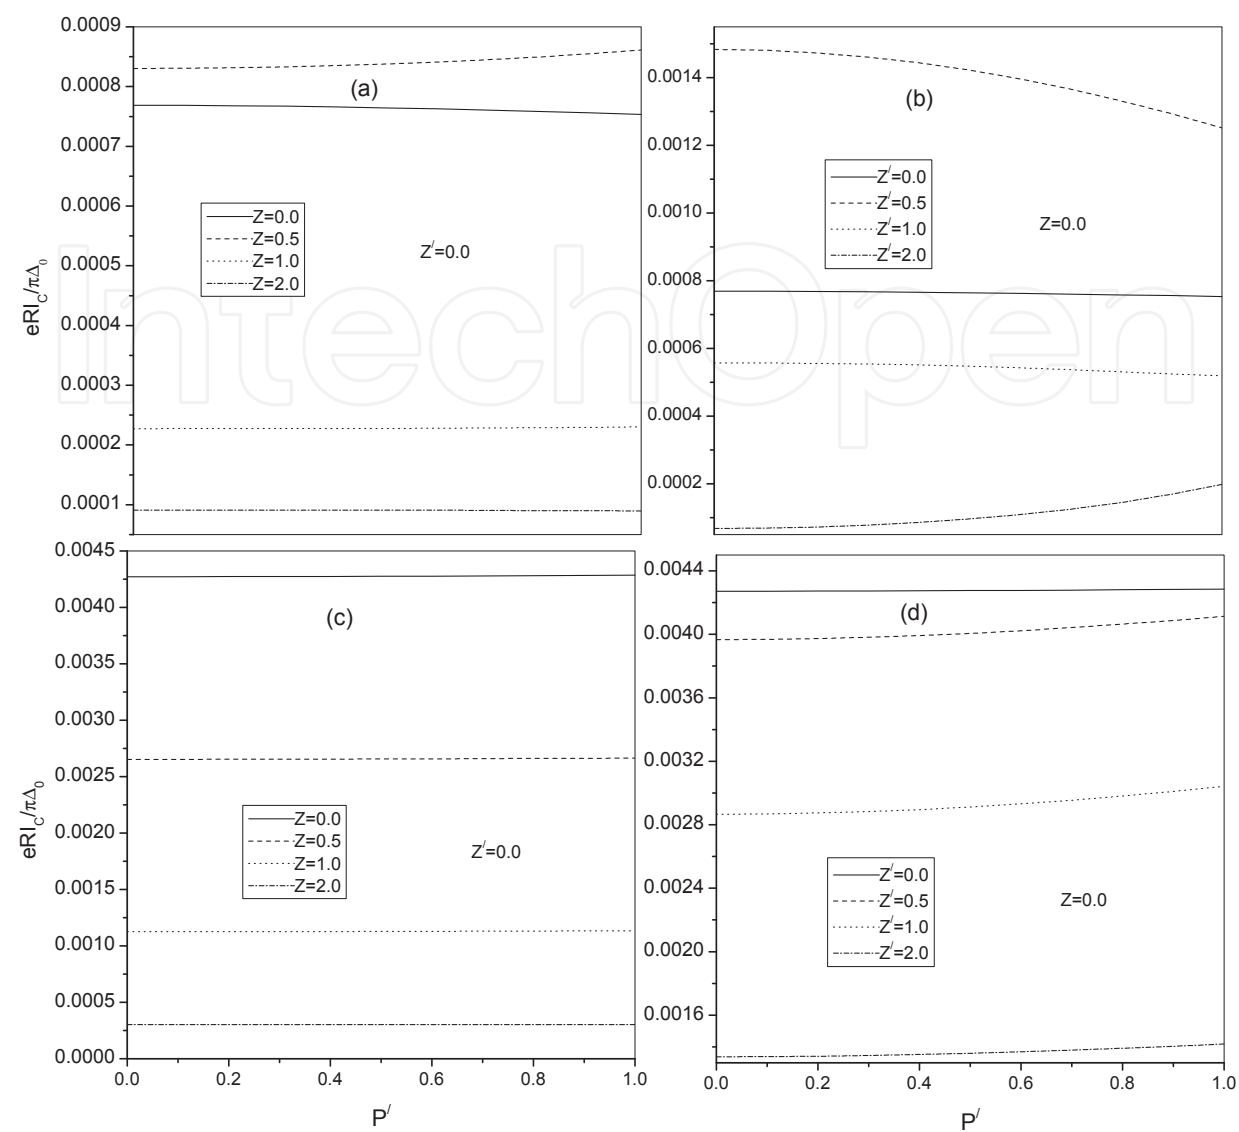 0.0009
0.0008
0.0007
0.0006
0.0005
0.0004
0.0003
0.0002
0.0001
(a)
Z=0.0
Z=0.5
Z=1.0
Z=2.0
Z/=0.0
eRI_C/πΔ_0
0.0014
0.0012
0.0010
0.0008
0.0006
0.0004
0.0002
(b)
Z/=0.0
Z/=0.5
Z/=1.0
Z/=2.0
Z=0.0
IntechOpen
0.0045
0.0040
0.0035
0.0030
0.0025
0.0020
0.0015
0.0010
0.0005
0.0000
(c)
Z=0.0
Z=0.5
Z=1.0
Z=2.0
Z/=0.0
eRI_C/πΔ_0
0.0 0.2 0.4 0.6 0.8 1.0
P/
0.0044
0.0040
0.0036
0.0032
0.0028
0.0024
0.0020
0.0016
(d)
Z/=0.0
Z/=0.5
Z/=1.0
Z/=2.0
Z=0.0
0.0 0.2 0.4 0.6 0.8 1.0
P/